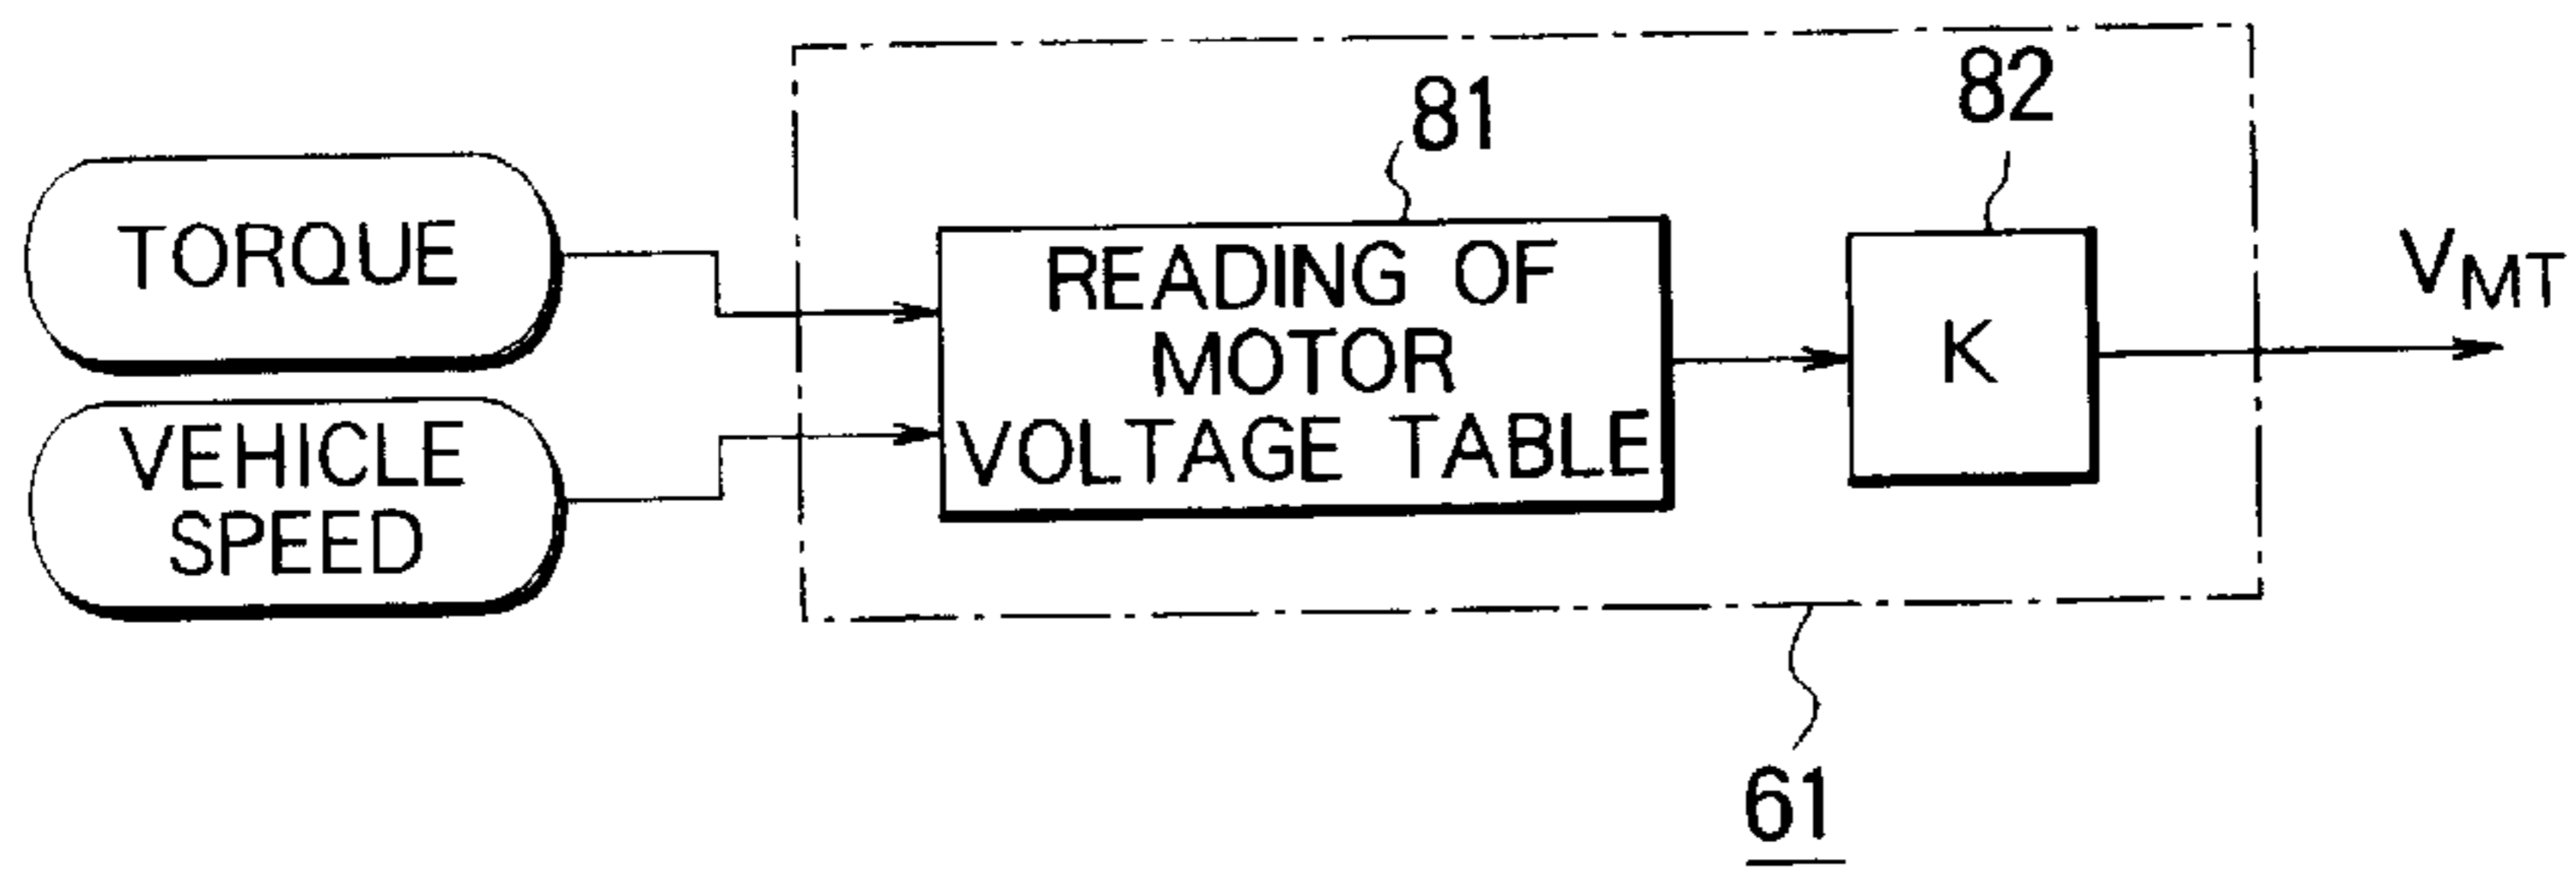 TORQUE
VEHICLE
SPEED
81
READING OF
MOTOR
VOLTAGE TABLE
82
K
VMT
61